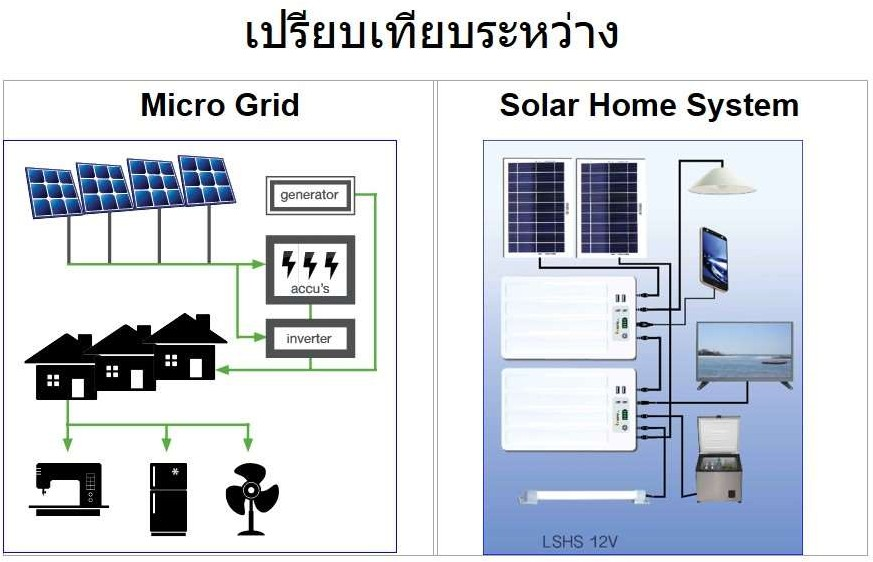 เปรียบเทียบระหว่าง
Micro Grid
Solar Home System
generator
accu's
inverter
LSHS 12V